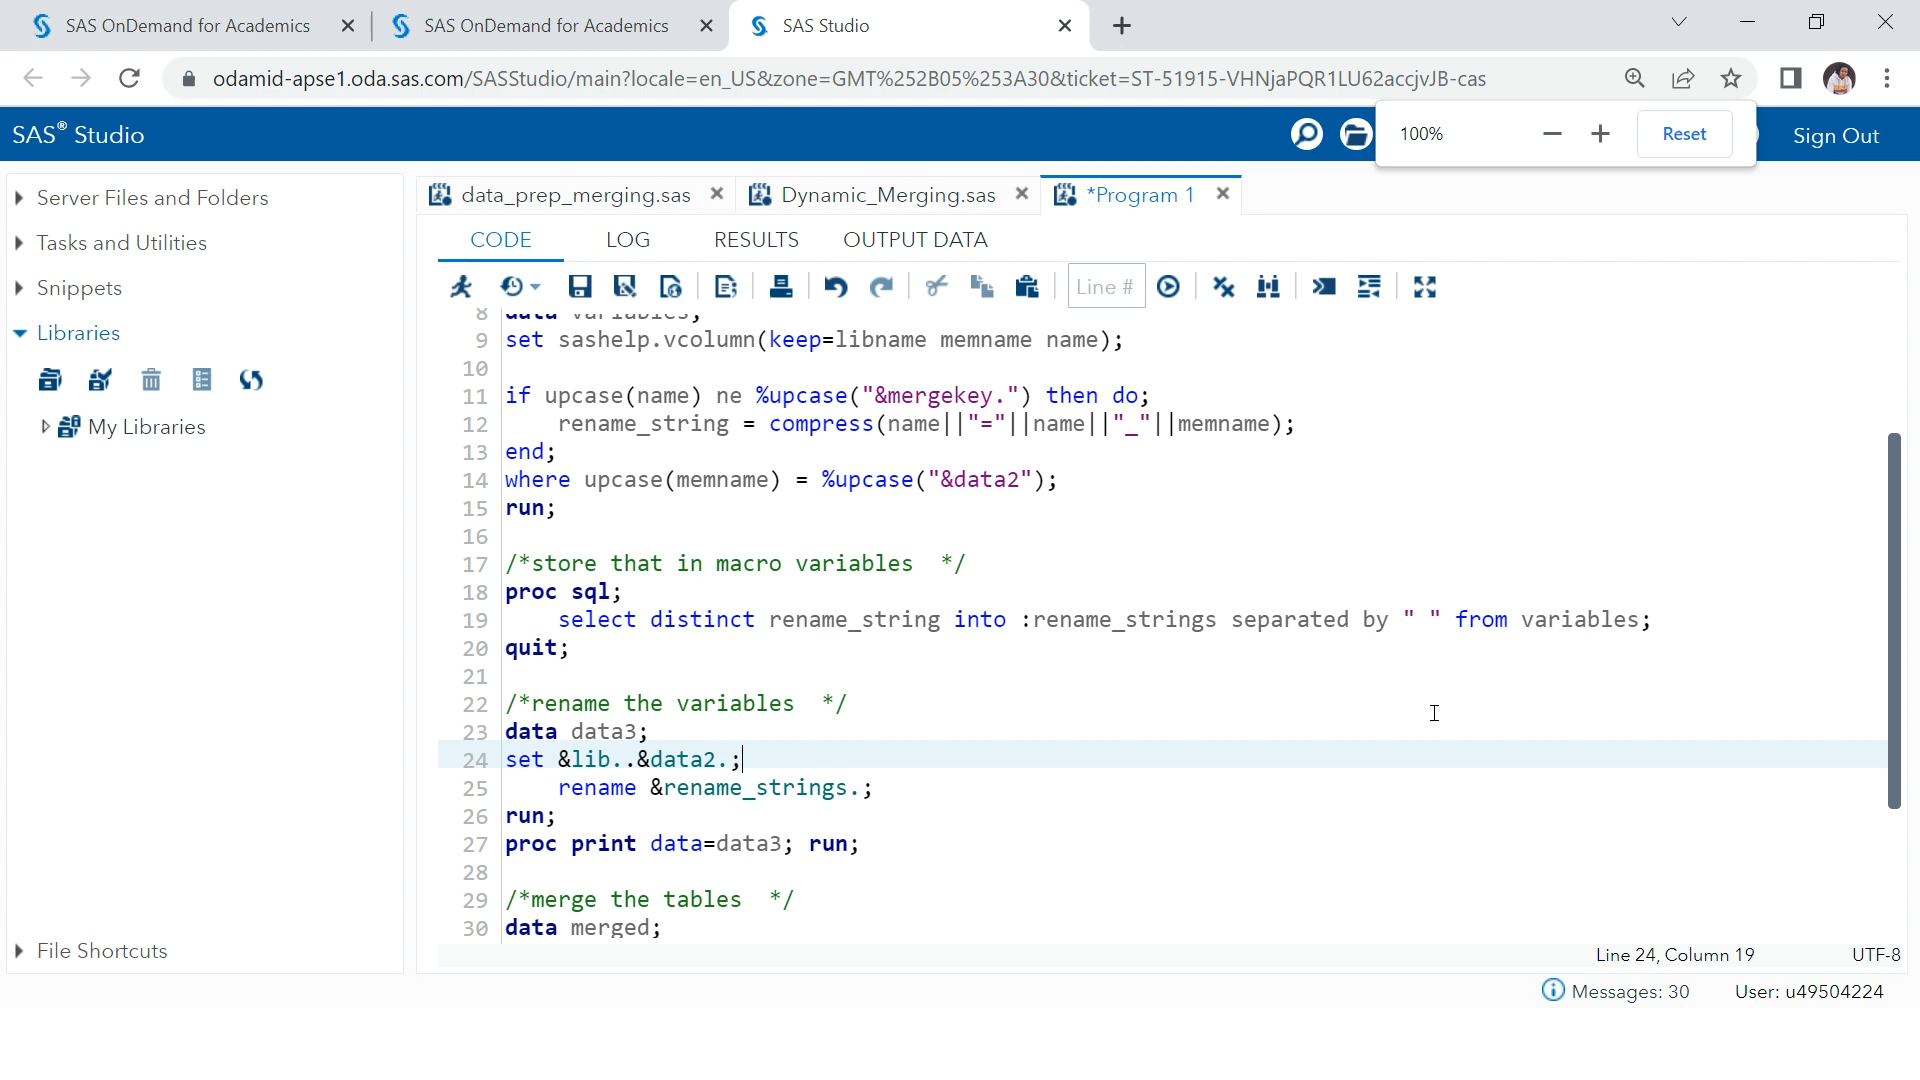 SAS OnDemand for Academics
SAS OnDemand for Academics
SAS Studio
odamid-apse1.oda.sas.com/SASStudio/main?locale=en_US&zone=GMT%252B05%253A30&ticket=ST-51915-VHNjaPQR1LU62accjvJB-cas
SAS® Studio
100%
Reset
Sign Out
Server Files and Folders
Tasks and Utilities
Snippets
Libraries
My Libraries
File Shortcuts
data_prep_merging.sas
Dynamic_Merging.sas
*Program 1
CODE LOG RESULTS OUTPUT DATA
Line #
8 data variables;
9 set sashelp.vcolumn(keep=libname memname name);
10
11 if upcase(name) ne %upcase("&mergekey.") then do;
12 rename_string = compress(name||"="||name||"_"||memname);
13 end;
14 where upcase(memname) = %upcase("&data2");
15 run;
16
17 /*store that in macro variables */
18 proc sql;
19 select distinct rename_string into :rename_strings separated by " " from variables;
20 quit;
21
22 /*rename the variables */
23 data data3;
24 set &lib..&data2.;
25 rename &rename_strings.;
26 run;
27 proc print data=data3; run;
28
29 /*merge the tables */
30 data merged;
Line 24, Column 19
UTF-8
Messages: 30
User: u49504224